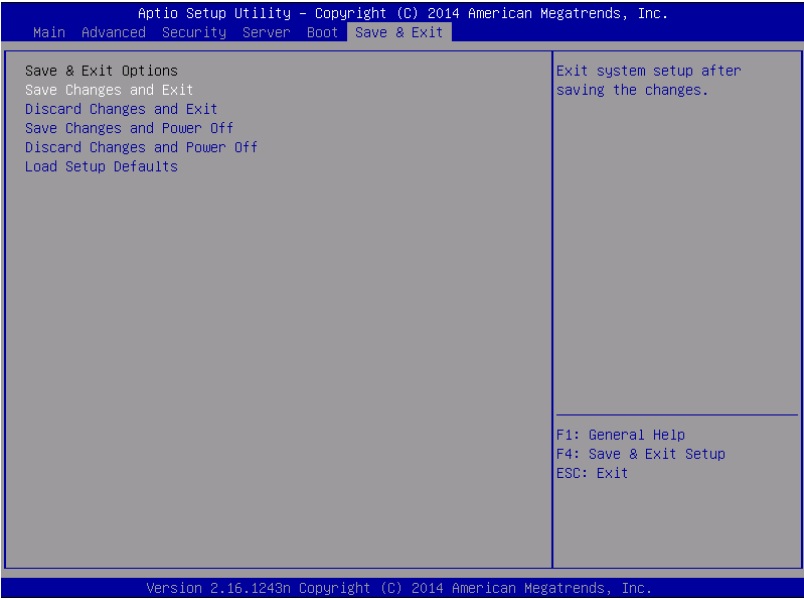 Aptio Setup Utility – Copyright (C) 2014 American Megatrends, Inc.
Main Advanced Security Server Boot Save & Exit
Save & Exit Options
Save Changes and Exit
Discard Changes and Exit
Save Changes and Power Off
Discard Changes and Power Off
Load Setup Defaults
Exit system setup after
saving the changes.
F1: General Help
F4: Save & Exit Setup
ESC: Exit
Version 2.16.1243n Copyright (C) 2014 American Megatrends, Inc.